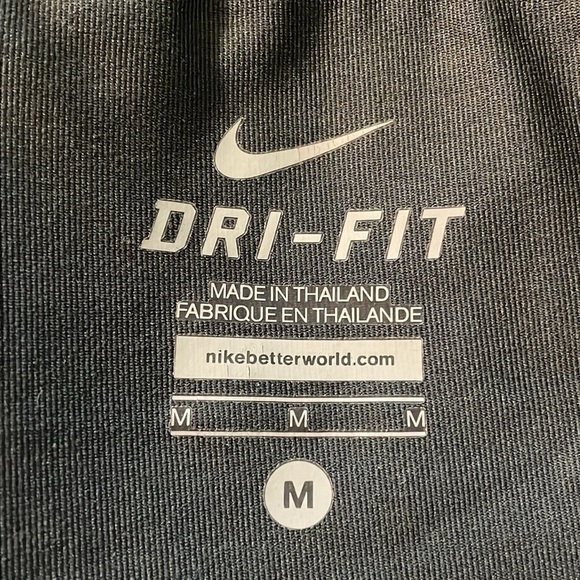 DRI-FIT
MADE IN THAILAND
FABRIQUE EN THAILANDE
nikebetterworld.com
M M M
M